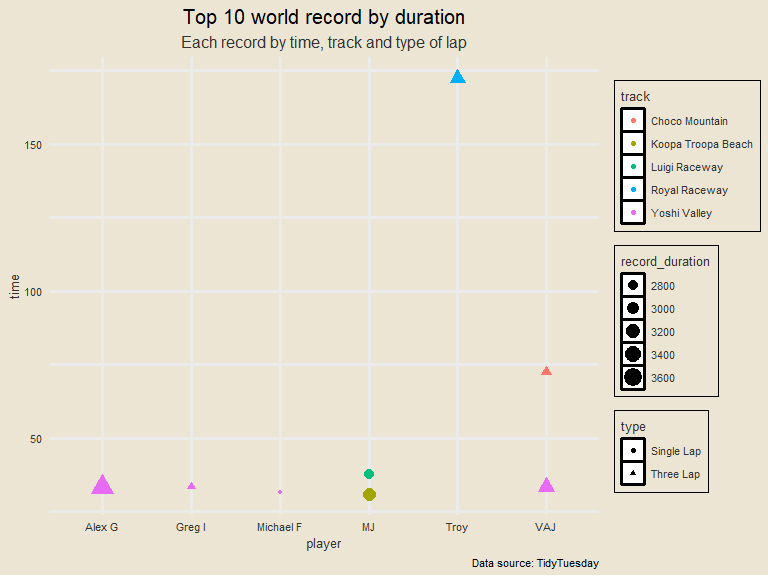 Top 10 world record by duration
Each record by time, track and type of lap
time
150
100
50
Alex G
Greg I
Michael F
MJ
Troy
VAJ
player
track
Choco Mountain
Koopa Troopa Beach
Luigi Raceway
Royal Raceway
Yoshi Valley
record_duration
2800
3000
3200
3400
3600
type
Single Lap
Three Lap
Data source: TidyTuesday